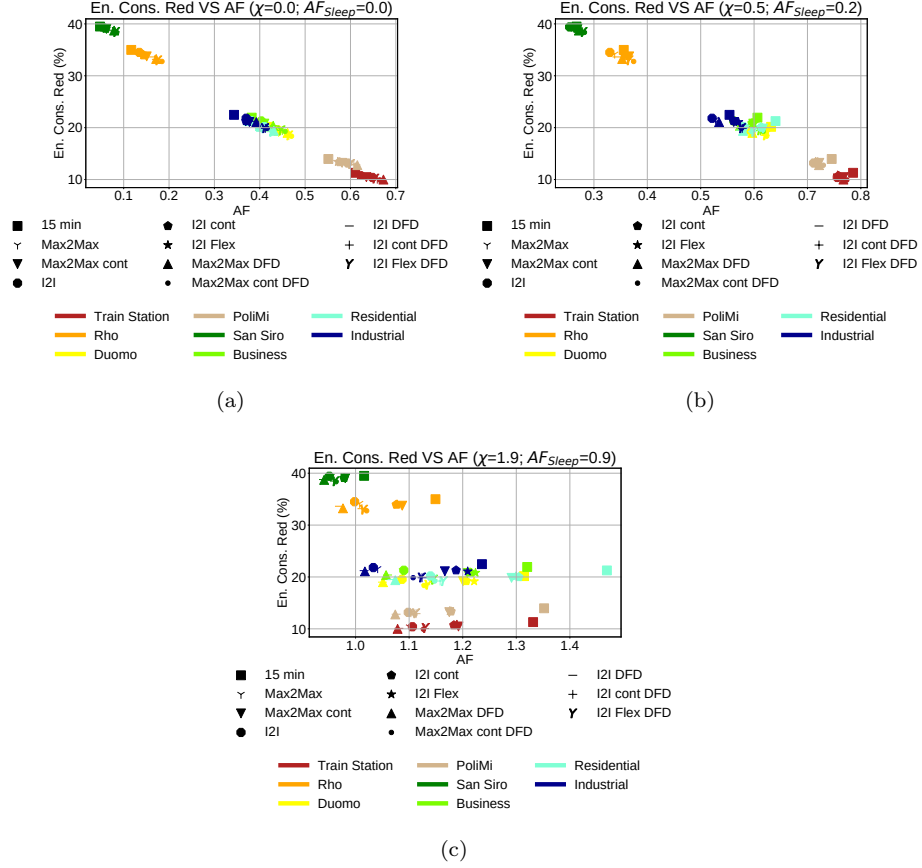 En. Cons. Red VS AF (χ=0.0; AF_Sleep=0.0)
En. Cons. Red (%)
40
30
20
10
0.1 0.2 0.3 0.4 0.5 0.6 0.7
AF
15 min I2I cont I2I DFD
Max2Max I2I Flex I2I cont DFD
Max2Max cont Max2Max DFD I2I Flex DFD
I2I Max2Max cont DFD
Train Station PoliMi Residential
Rho San Siro Industrial
Duomo Business
(a)
En. Cons. Red VS AF (χ=0.5; AF_Sleep=0.2)
En. Cons. Red (%)
40
30
20
10
0.3 0.4 0.5 0.6 0.7 0.8
AF
15 min I2I cont I2I DFD
Max2Max I2I Flex I2I cont DFD
Max2Max cont Max2Max DFD I2I Flex DFD
I2I Max2Max cont DFD
Train Station PoliMi Residential
Rho San Siro Industrial
Duomo Business
(b)
En. Cons. Red VS AF (χ=1.9; AF_Sleep=0.9)
En. Cons. Red (%)
40
30
20
10
1.0 1.1 1.2 1.3 1.4
AF
15 min I2I cont I2I DFD
Max2Max I2I Flex I2I cont DFD
Max2Max cont Max2Max DFD I2I Flex DFD
I2I Max2Max cont DFD
Train Station PoliMi Residential
Rho San Siro Industrial
Duomo Business
(c)